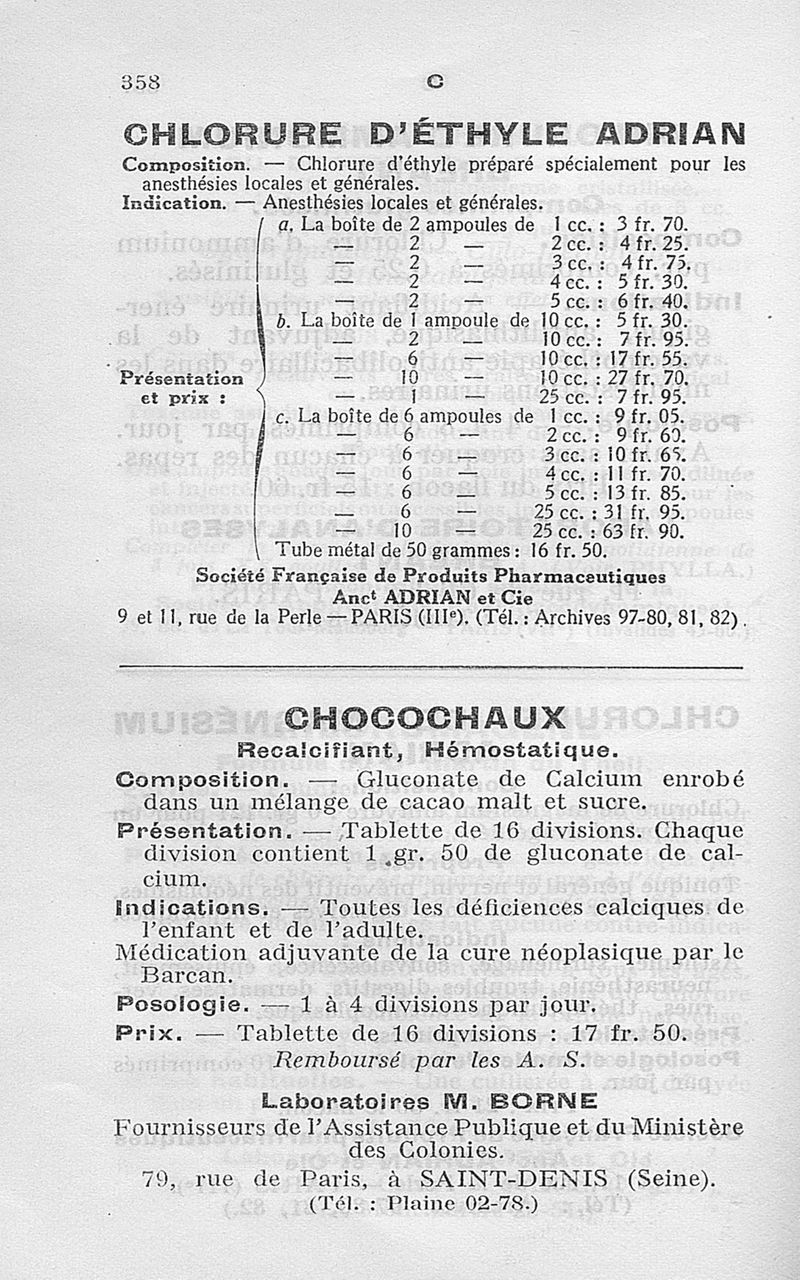 358 C
CHLORURE D'ÉTHYLE ADRIAN
Composition. — Chlorure d'éthyle préparé spécialement pour les
anesthésies locales et générales.
Indication. — Anesthésies locales et générales.
a. La boîte de 2 ampoules de 1 cc. : 3 fr. 70.
— 2 — 2 cc. : 4 fr. 25.
— 2 — 3 cc. : 4 fr. 75.
— 2 — 4 cc. : 5 fr. 30.
— 2 — 5 cc. : 6 fr. 40.
b. La boîte de 1 ampoule de 10 cc. : 5 fr. 30.
— 2 — 10 cc. : 7 fr. 95.
— 6 — 10 cc. : 17 fr. 55.
Présentation et prix :
— 10 — 10 cc. : 27 fr. 70.
— 1 — 25 cc. : 7 fr. 95.
c. La boîte de 6 ampoules de 1 cc. : 9 fr. 05.
— 6 — 2 cc. : 9 fr. 60.
— 6 — 3 cc. : 10 fr. 65.
— 6 — 4 cc. : 11 fr. 70.
— 6 — 5 cc. : 13 fr. 85.
— 6 — 25 cc. : 31 fr. 95.
— 10 — 25 cc. : 63 fr. 90.
Tube métal de 50 grammes : 16 fr. 50.
Société Française de Produits Pharmaceutiques
Ancᵗ ADRIAN et Cie
9 et 11, rue de la Perle — PARIS (IIIᵉ). (Tél. : Archives 97-80, 81, 82).
CHOCOCHAUX
Recalcifiant, Hémostatique.
Composition. — Gluconate de Calcium enrobé
dans un mélange de cacao malt et sucre.
Présentation. — Tablette de 16 divisions. Chaque
division contient 1 gr. 50 de gluconate de cal-
cium.
Indications. — Toutes les déficiences calciques de
l'enfant et de l'adulte.
Médication adjuvante de la cure néoplasique par le
Barcan.
Posologie. — 1 à 4 divisions par jour.
Prix. — Tablette de 16 divisions : 17 fr. 50.
Remboursé par les A. S.
Laboratoires M. BORNE
Fournisseurs de l'Assistance Publique et du Ministère
des Colonies.
79, rue de Paris, à SAINT-DENIS (Seine).
(Tél. : Plaine 02-78.)